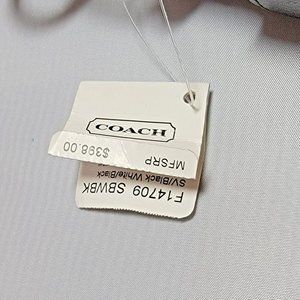 COACH
F14709 SBWBK
SV/Black White/Black
MFSRP
$398.00